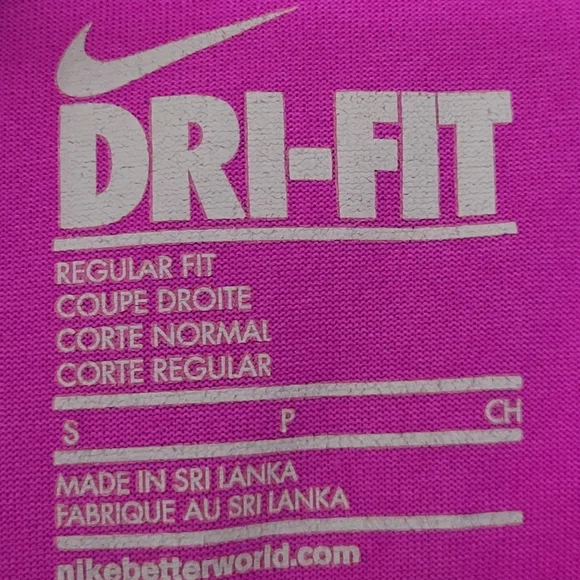 DRI-FIT
REGULAR FIT
COUPE DROITE
CORTE NORMAL
CORTE REGULAR
S P CH
MADE IN SRI LANKA
FABRIQUE AU SRI LANKA
nikebetterworld.com